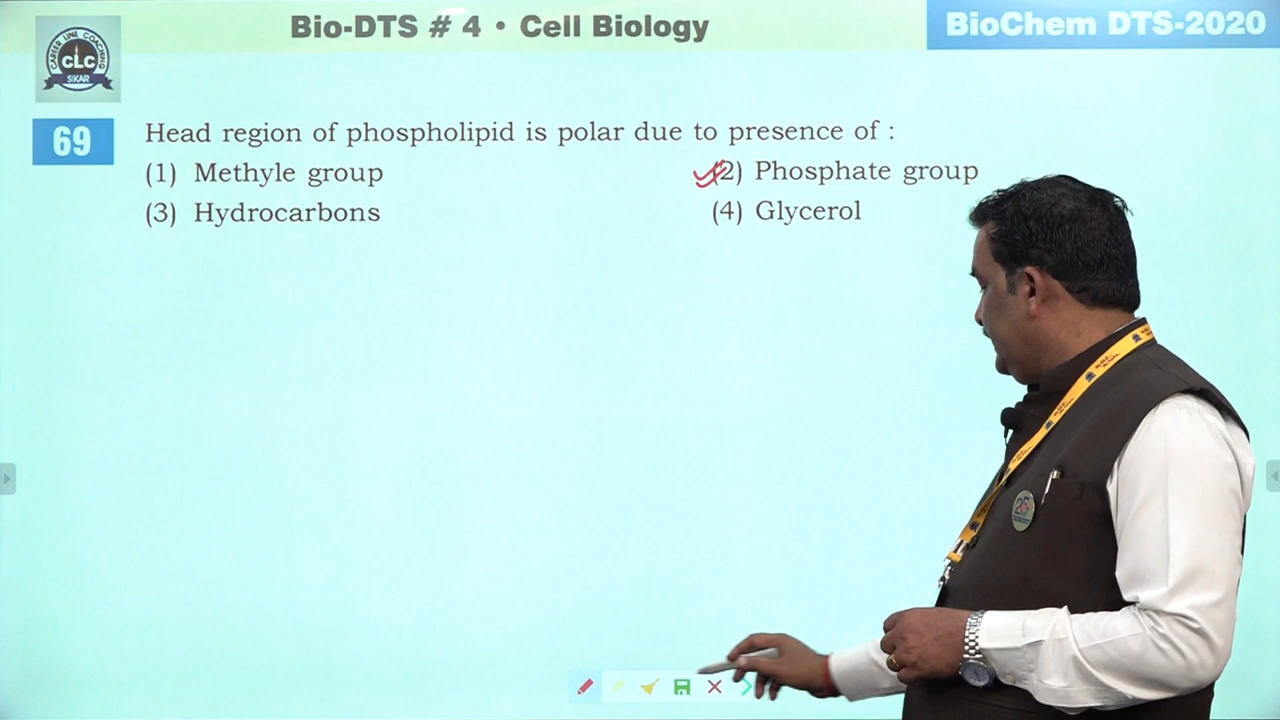 Bio-DTS # 4 • Cell Biology
BioChem DTS-2020
CAREER LINE COACHING
CLC
SIKAR
69 Head region of phospholipid is polar due to presence of :
(1) Methyle group (2) Phosphate group
(3) Hydrocarbons (4) Glycerol
25